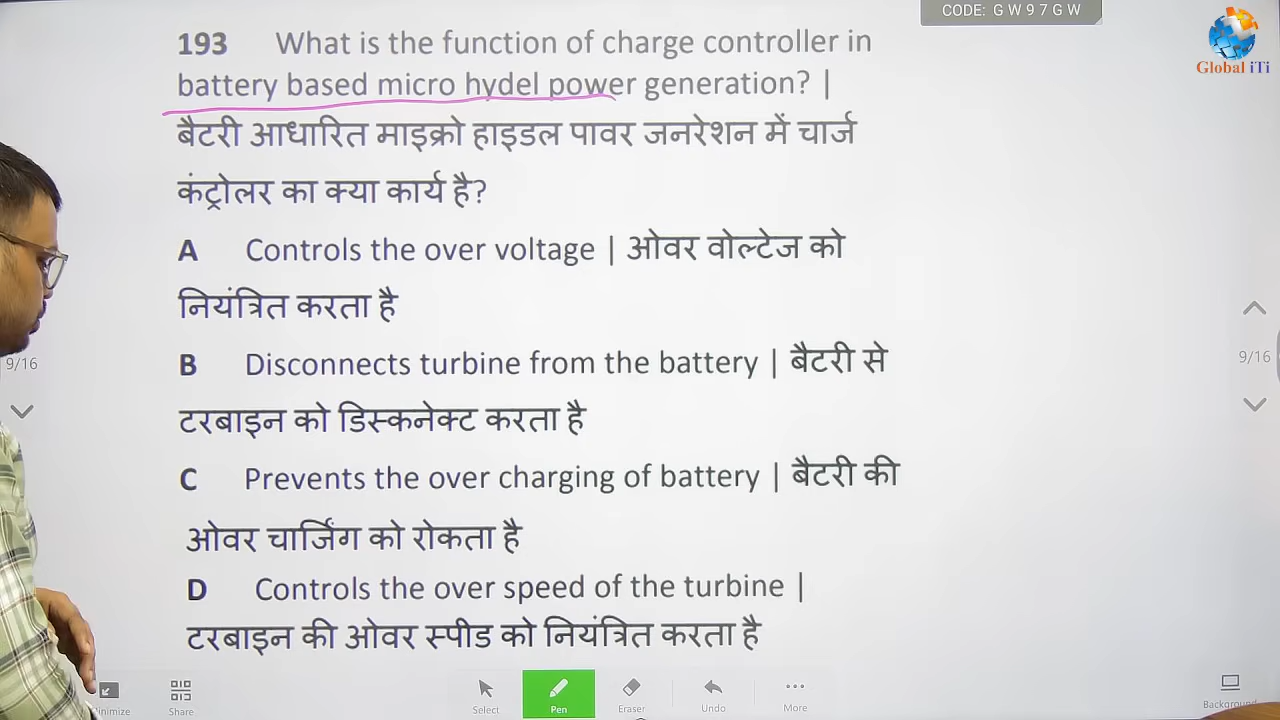 CODE: G W 9 7 G W
Global iTi
193 What is the function of charge controller in
battery based micro hydel power generation? |
बैटरी आधारित माइक्रो हाइडल पावर जनरेशन में चार्ज
कंट्रोलर का क्या कार्य है?
A Controls the over voltage | ओवर वोल्टेज को
नियंत्रित करता है
B Disconnects turbine from the battery | बैटरी से
टरबाइन को डिस्कनेक्ट करता है
C Prevents the over charging of battery | बैटरी की
ओवर चार्जिंग को रोकता है
D Controls the over speed of the turbine |
टरबाइन की ओवर स्पीड को नियंत्रित करता है
9/16
9/16
Share
Select
Pen
Eraser
Undo
More